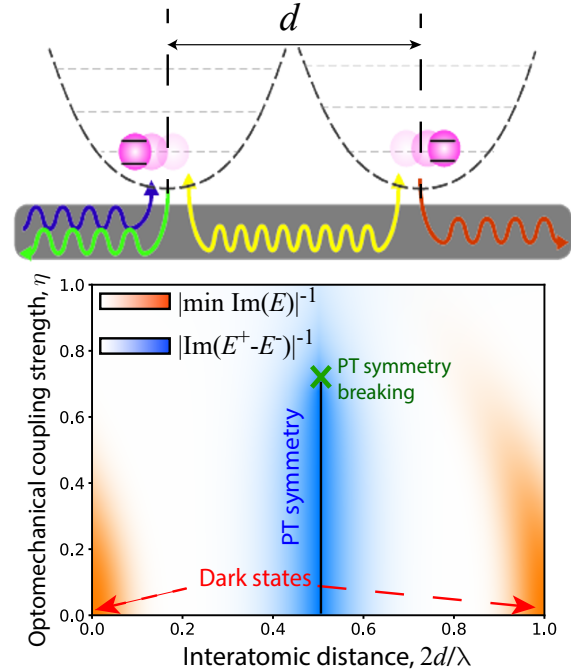 d
1.0
0.8
0.6
0.4
0.2
0.0
Optomechanical coupling strength, η
|min Im(E)|⁻¹
|Im(E⁺-E⁻)|⁻¹
PT symmetry
breaking
PT symmetry
Dark states
0.0 0.2 0.4 0.6 0.8 1.0
Interatomic distance, 2d/λ